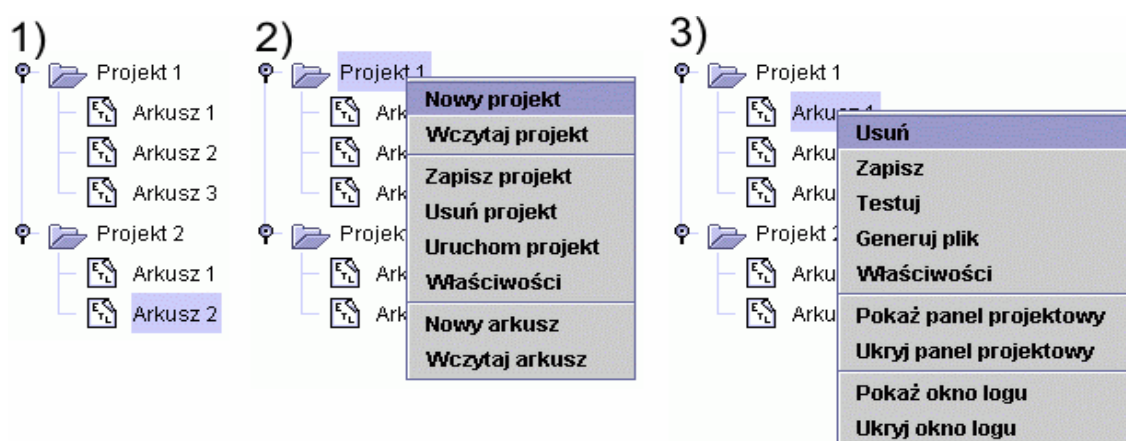 1)
Projekt 1
Arkusz 1
Arkusz 2
Arkusz 3
Projekt 2
Arkusz 1
Arkusz 2
2)
Projekt 1
Nowy projekt
Wczytaj projekt
Zapisz projekt
Usuń projekt
Uruchom projekt
Właściwości
Nowy arkusz
Wczytaj arkusz
3)
Projekt 1
Arkusz 1
Usuń
Zapisz
Testuj
Generuj plik
Właściwości
Pokaż panel projektowy
Ukryj panel projektowy
Pokaż okno logu
Ukryj okno logu